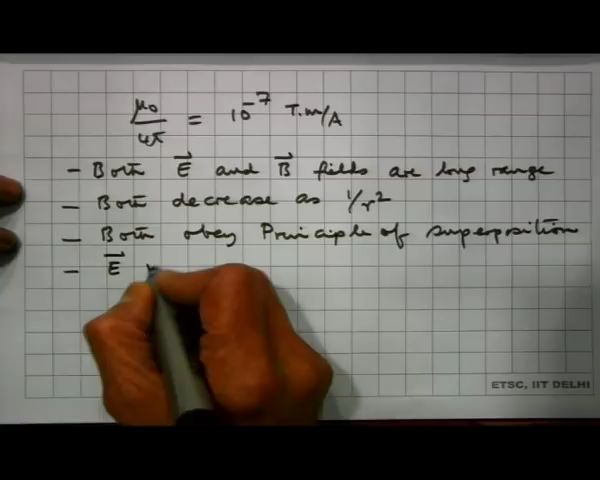 μ₀/4π = 10⁻⁷ T.m/A
- Both E⃗ and B⃗ fields are long range
- Both decrease as 1/r²
- Both obey Principle of superposition
- E⃗
ETSC, IIT DELHI